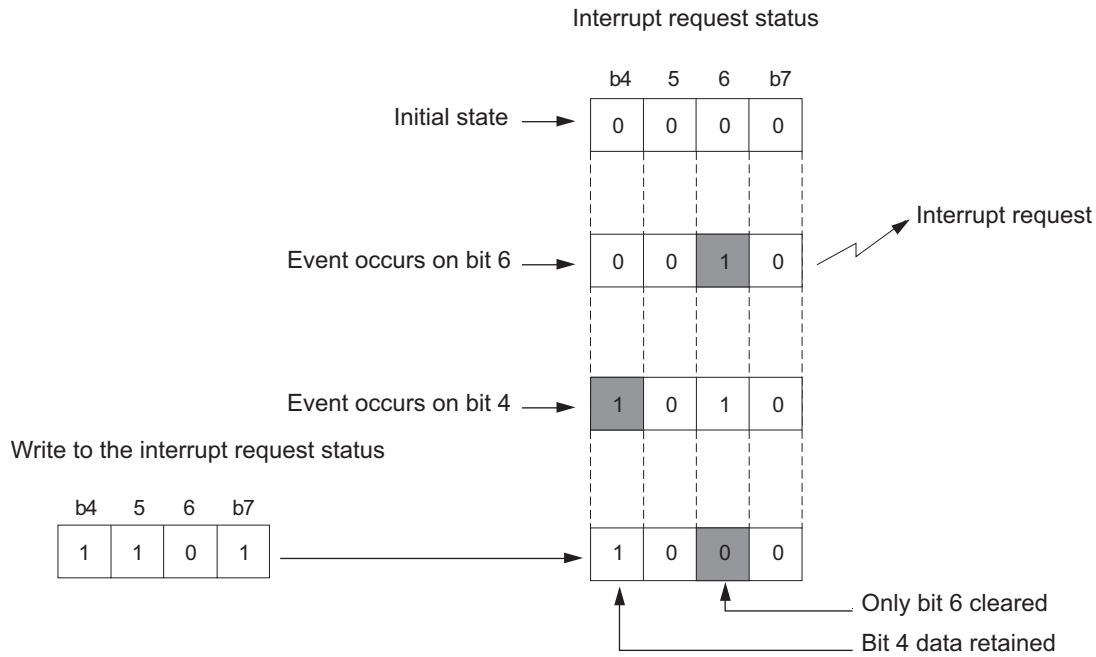 Interrupt request status
b4 5 6 b7
Initial state
0 0 0 0
Interrupt request
Event occurs on bit 6
0 0 1 0
Event occurs on bit 4
1 0 1 0
Write to the interrupt request status
b4 5 6 b7
1 1 0 1
1 0 0 0
Only bit 6 cleared
Bit 4 data retained